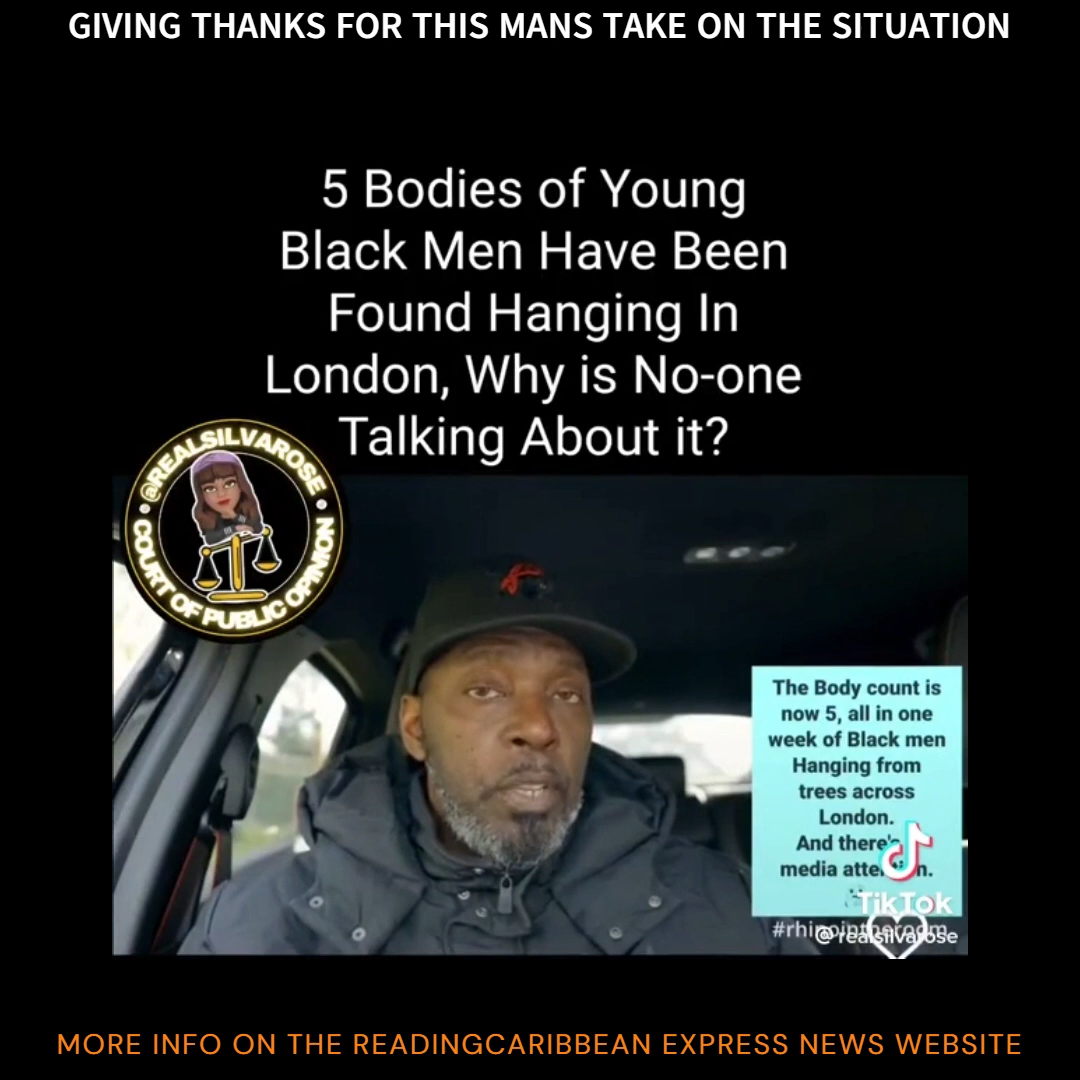 GIVING THANKS FOR THIS MANS TAKE ON THE SITUATION
5 Bodies of Young
Black Men Have Been
Found Hanging In
London, Why is No-one
Talking About it?
@REALSILVAROSE
COURT OF PUBLIC OPINION
The Body count is
now 5, all in one
week of Black men
Hanging from
trees across
London.
And there's
media attention.
TikTok
#rhinointheroom
@realsilvarose
MORE INFO ON THE READINGCARIBBEAN EXPRESS NEWS WEBSITE